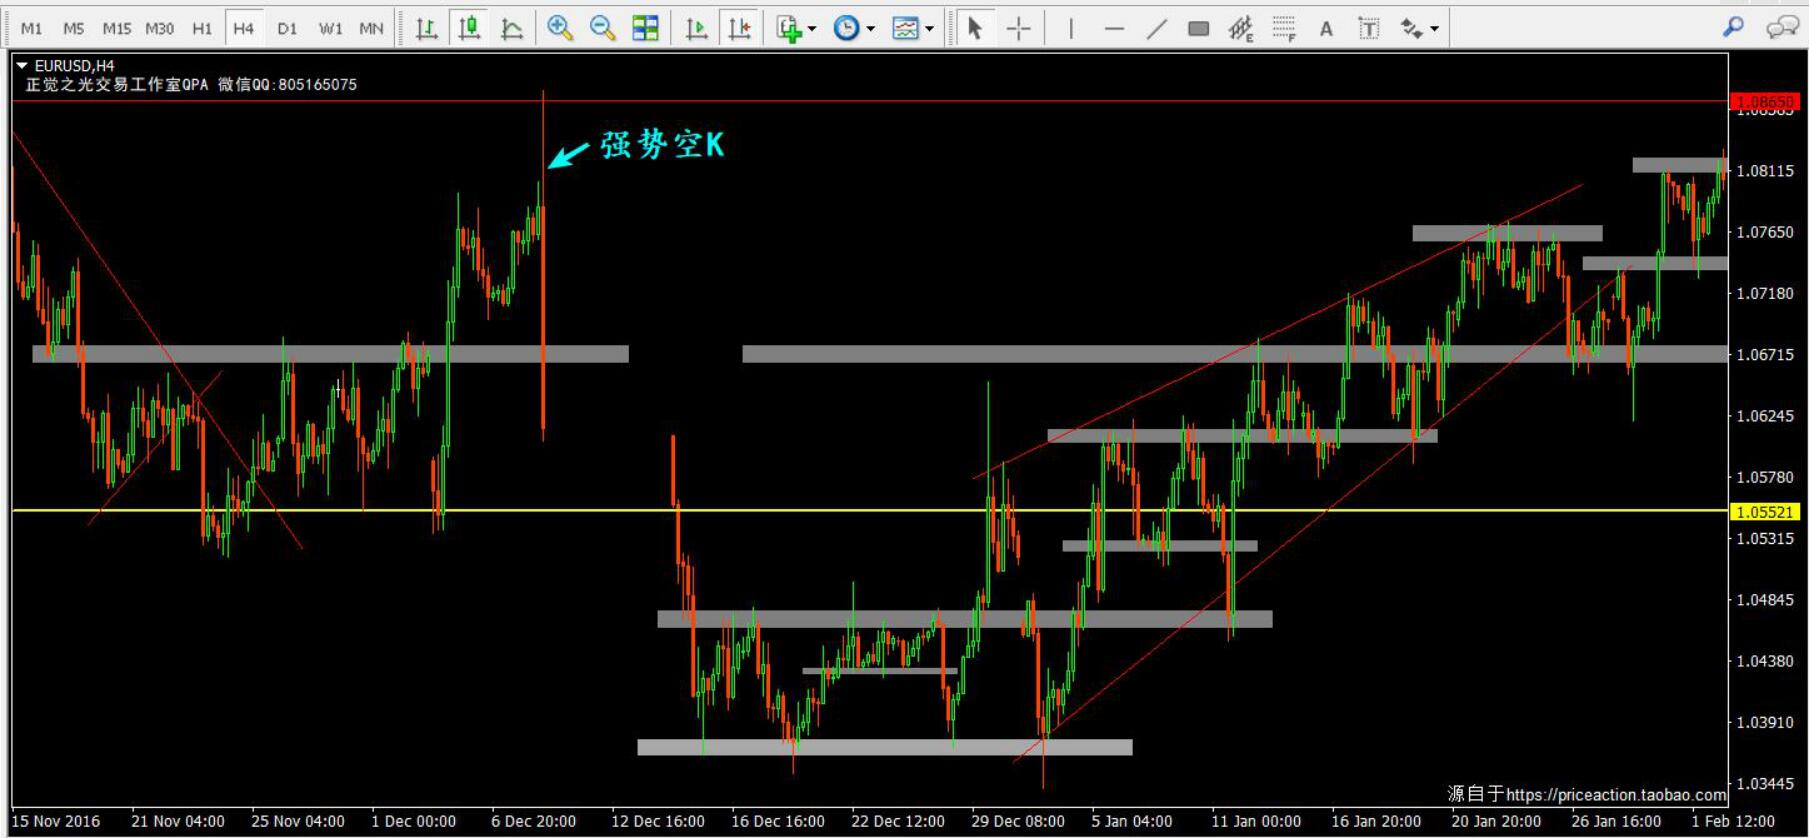 M1 M5 M15 M30 H1 H4 D1 W1 MN E F A T
EURUSD,H4
正觉之光交易工作室QPA 微信QQ:805165075
强势空K
1.08650
1.08585
1.08115
1.07650
1.07180
1.06715
1.06245
1.05780
1.05521
1.05315
1.04845
1.04380
1.03910
1.03445
源自于https://priceaction.taobao.com
15 Nov 2016 21 Nov 04:00 25 Nov 04:00 1 Dec 00:00 6 Dec 20:00 12 Dec 16:00 16 Dec 16:00 22 Dec 12:00 29 Dec 08:00 5 Jan 04:00 11 Jan 00:00 16 Jan 20:00 20 Jan 20:00 26 Jan 16:00 1 Feb 12:00